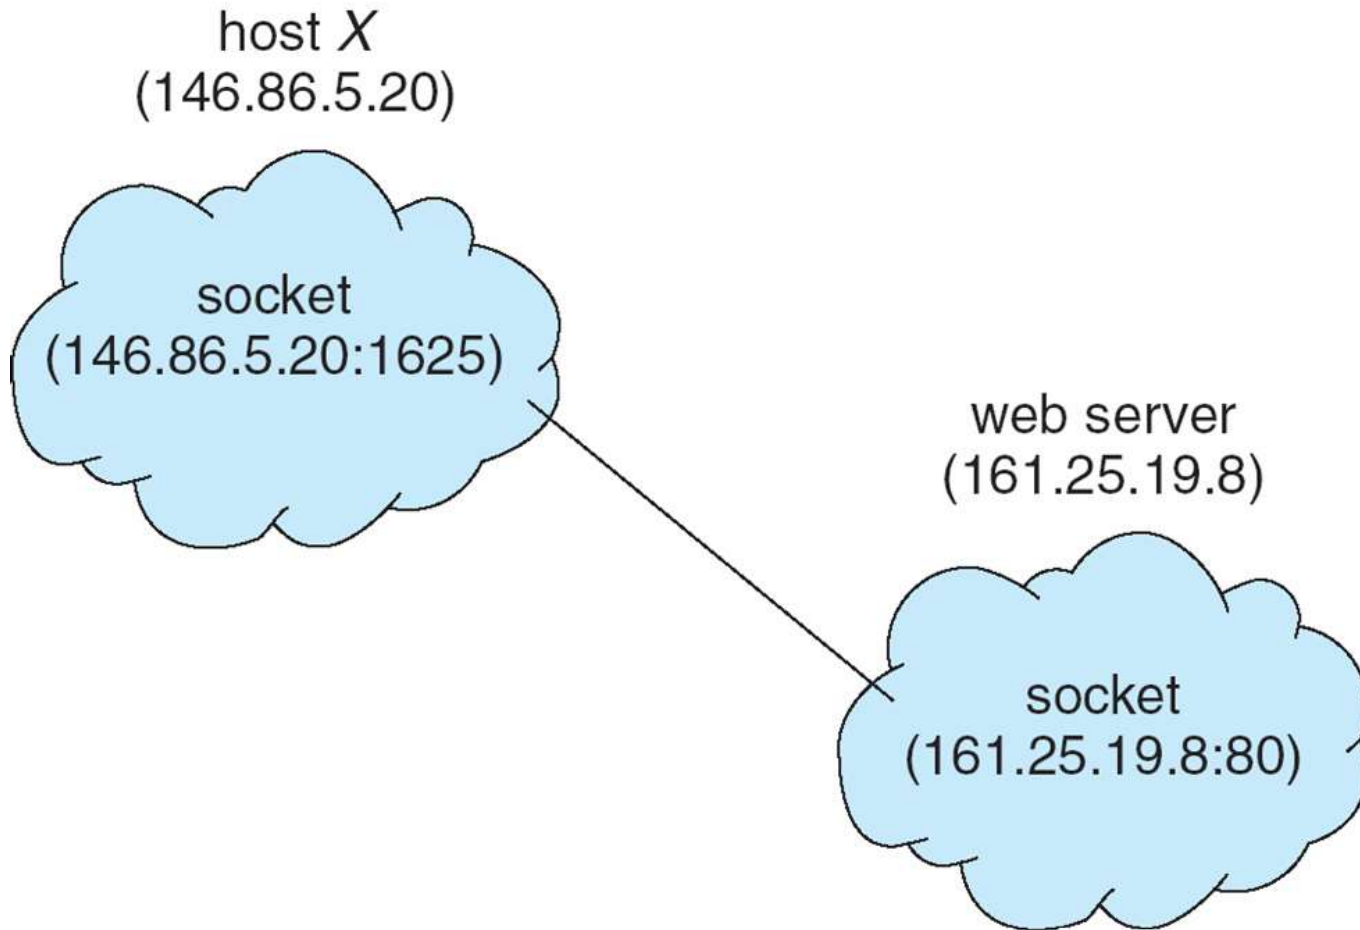 host X
(146.86.5.20)
socket
(146.86.5.20:1625)
web server
(161.25.19.8)
socket
(161.25.19.8:80)